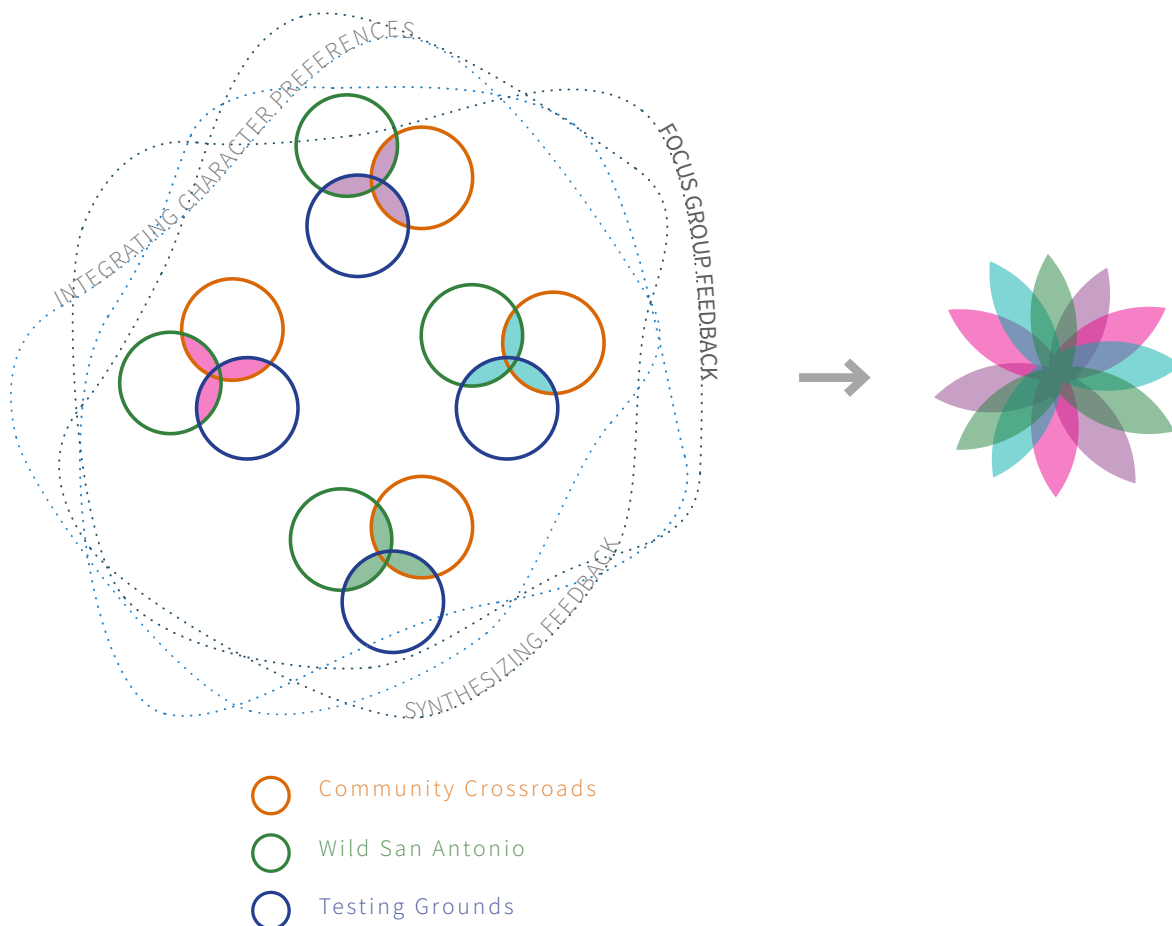 INTEGRATING CHARACTER PREFERENCES
FOCUS GROUP FEEDBACK
SYNTHESIZING FEEDBACK
Community Crossroads
Wild San Antonio
Testing Grounds